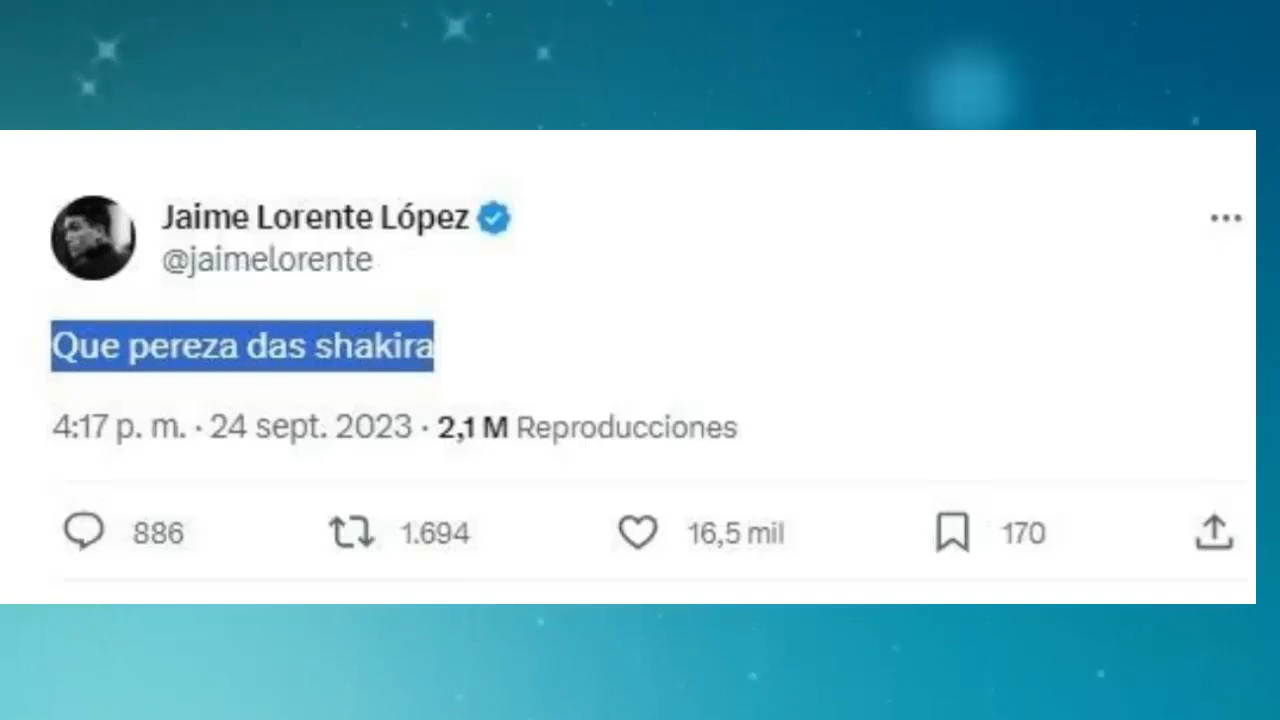 Jaime Lorente López
@jaimelorente
Que pereza das shakira
4:17 p. m. · 24 sept. 2023 · 2,1 M Reproducciones
886 1.694 16,5 mil 170